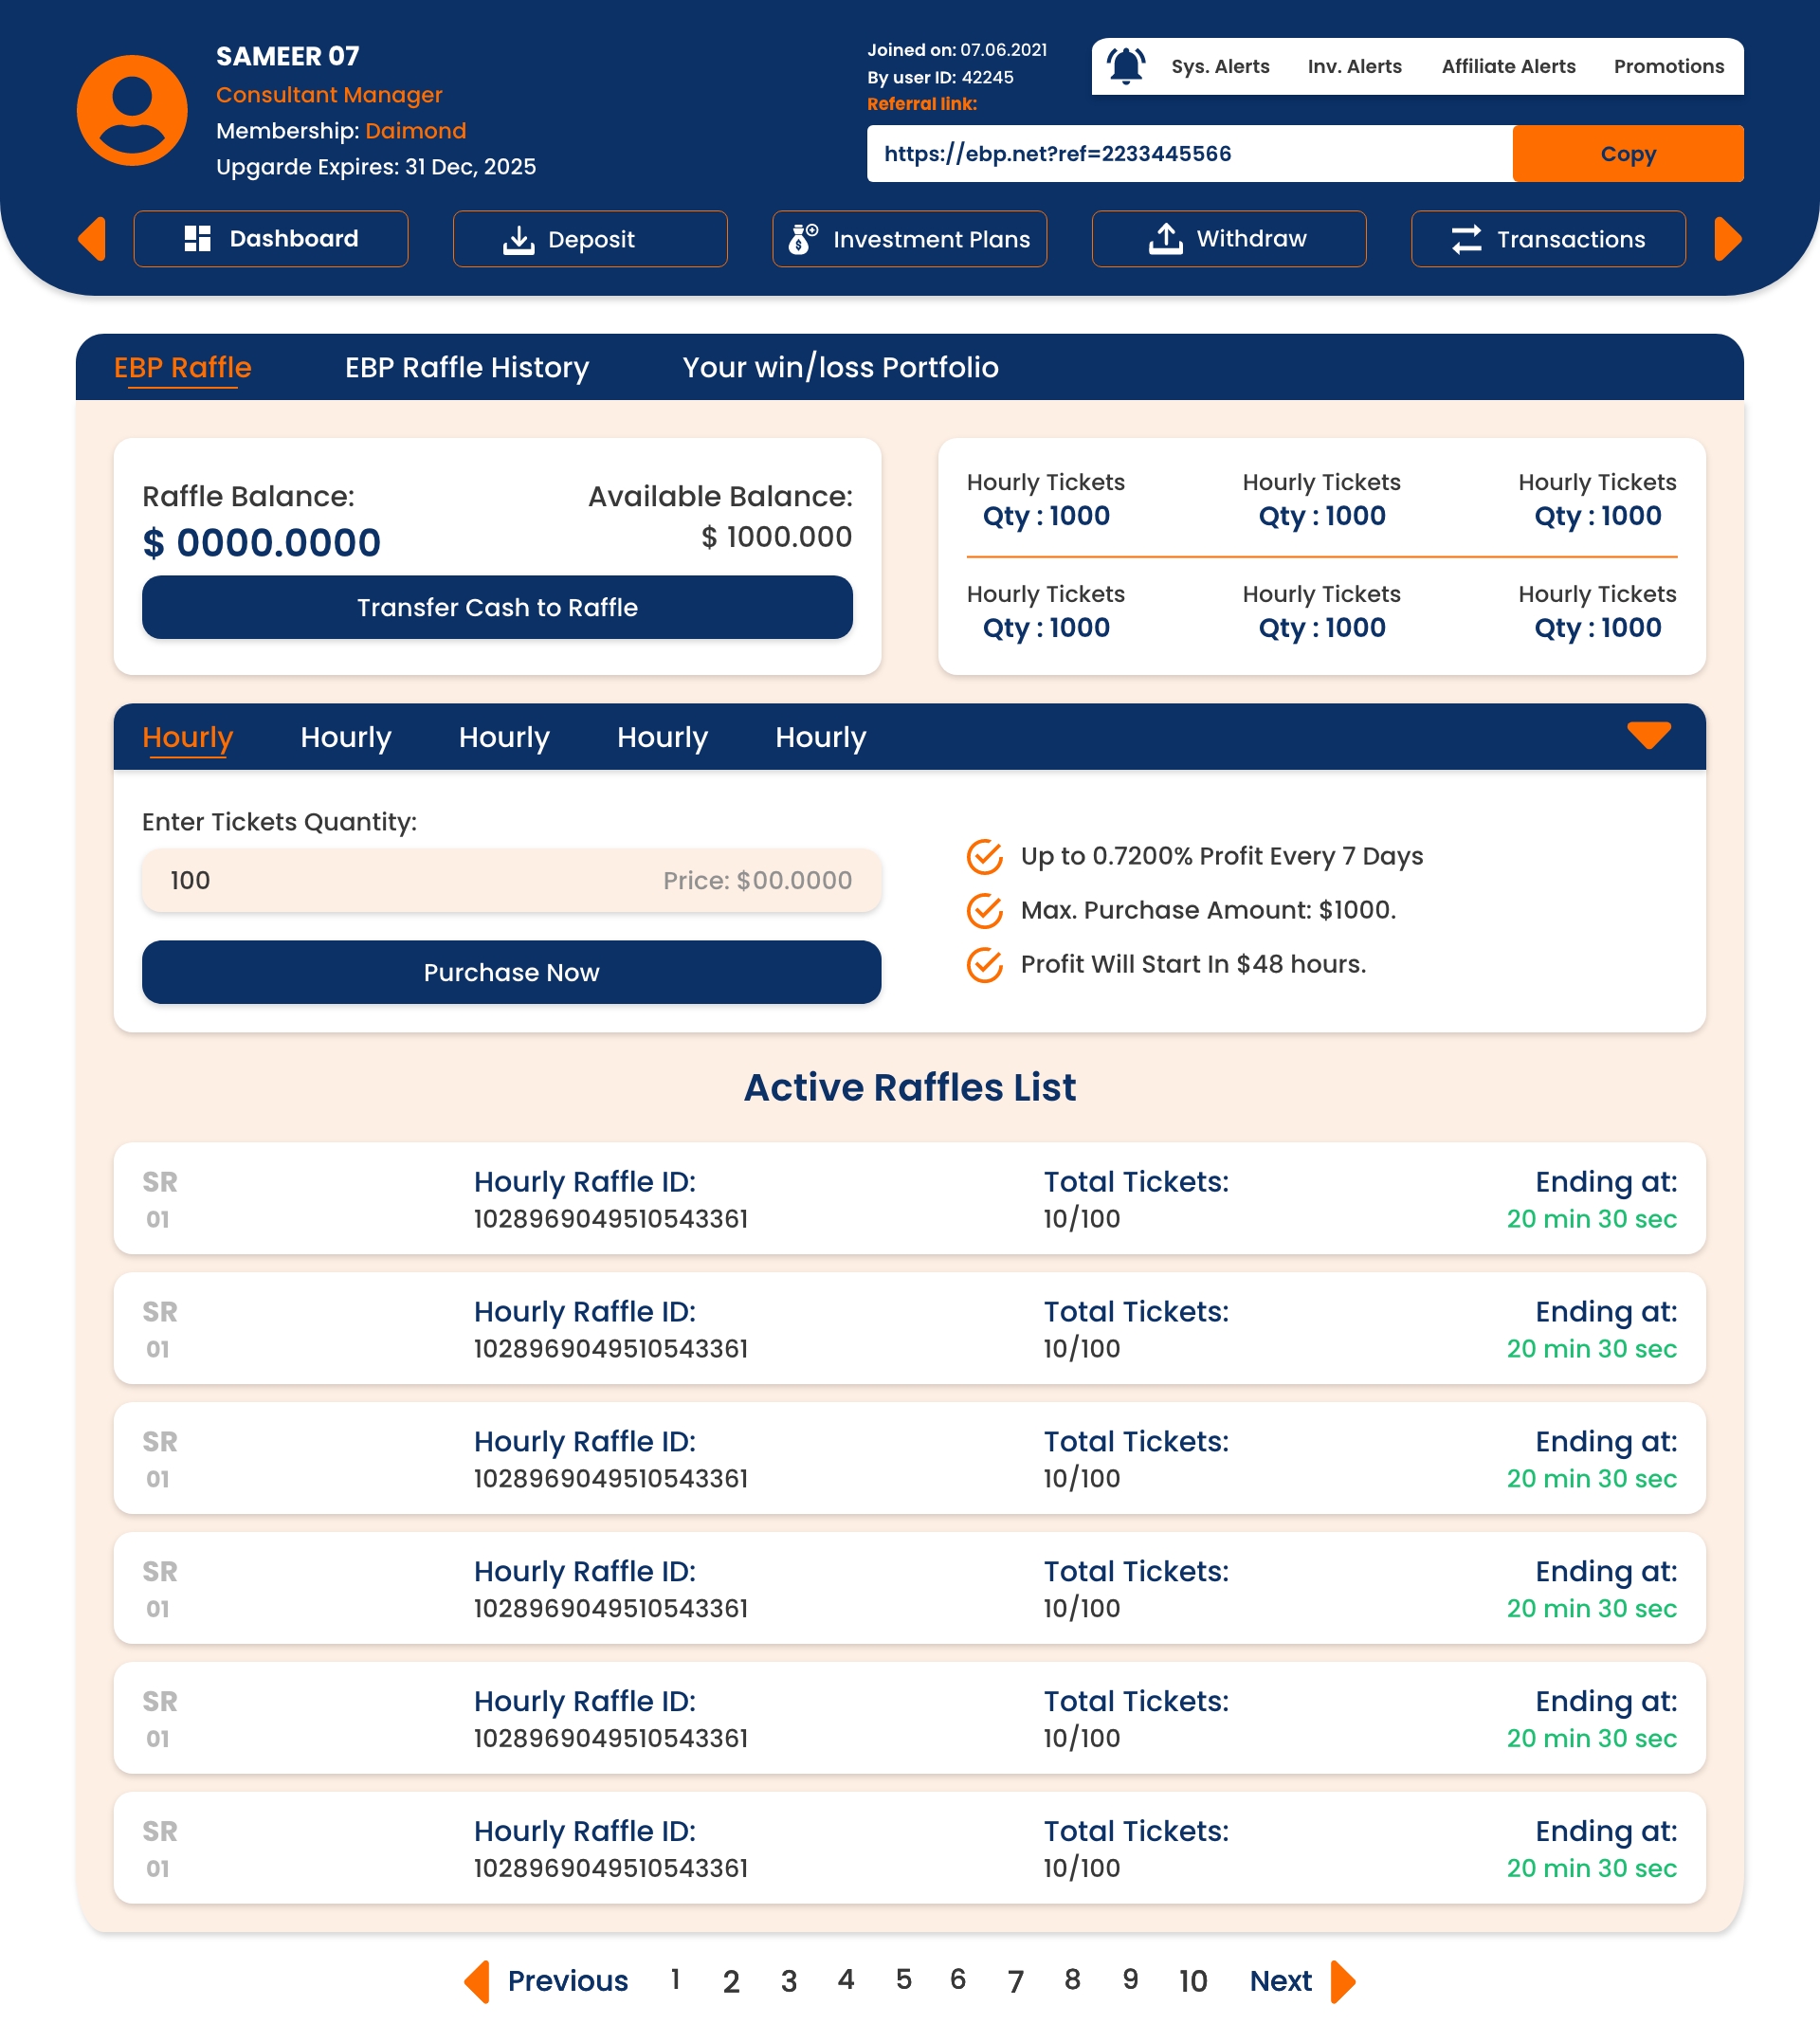 SAMEER 07
Consultant Manager
Membership: Daimond
Upgarde Expires: 31 Dec, 2025
Joined on: 07.06.2021
By user ID: 42245
Referral link:
Sys. Alerts Inv. Alerts Affiliate Alerts Promotions
https://ebp.net?ref=2233445566 Copy
Dashboard Deposit Investment Plans Withdraw Transactions
EBP Raffle EBP Raffle History Your win/loss Portfolio
Raffle Balance: Available Balance:
$ 0000.0000 $ 1000.000
Transfer Cash to Raffle
Hourly Tickets Hourly Tickets Hourly Tickets
Qty : 1000 Qty : 1000 Qty : 1000
Hourly Tickets Hourly Tickets Hourly Tickets
Qty : 1000 Qty : 1000 Qty : 1000
Hourly Hourly Hourly Hourly Hourly
Enter Tickets Quantity:
100 Price: $00.0000
Purchase Now
Up to 0.7200% Profit Every 7 Days
Max. Purchase Amount: $1000.
Profit Will Start In $48 hours.
Active Raffles List
SR Hourly Raffle ID: Total Tickets: Ending at:
01 1028969049510543361 10/100 20 min 30 sec
SR Hourly Raffle ID: Total Tickets: Ending at:
01 1028969049510543361 10/100 20 min 30 sec
SR Hourly Raffle ID: Total Tickets: Ending at:
01 1028969049510543361 10/100 20 min 30 sec
SR Hourly Raffle ID: Total Tickets: Ending at:
01 1028969049510543361 10/100 20 min 30 sec
SR Hourly Raffle ID: Total Tickets: Ending at:
01 1028969049510543361 10/100 20 min 30 sec
SR Hourly Raffle ID: Total Tickets: Ending at:
01 1028969049510543361 10/100 20 min 30 sec
Previous 1 2 3 4 5 6 7 8 9 10 Next